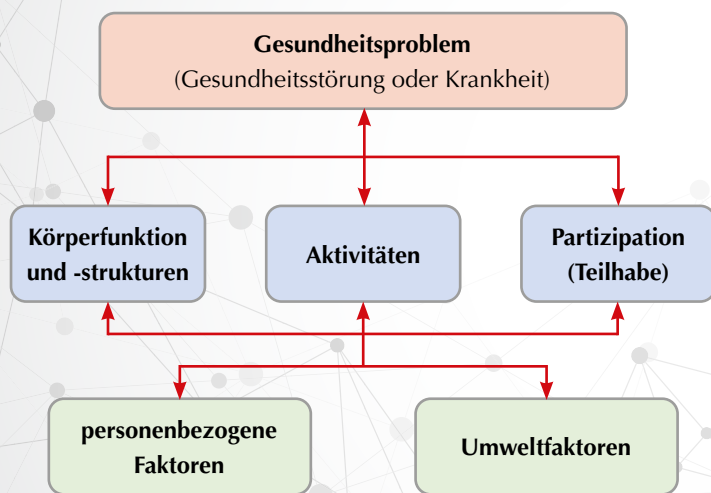 Gesundheitsproblem
(Gesundheitsstörung oder Krankheit)
Körperfunktion
und -strukturen
Aktivitäten
Partizipation
(Teilhabe)
personenbezogene
Faktoren
Umweltfaktoren